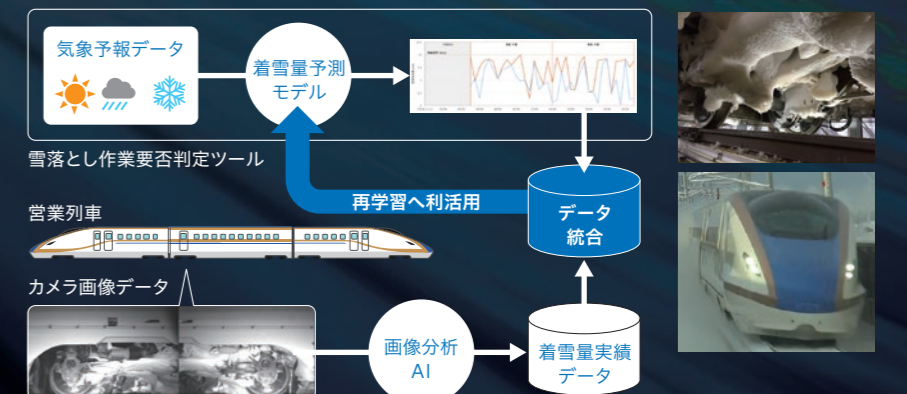 気象予報データ
着雪量予測
モデル
雪落とし作業要否判定ツール
再学習へ利活用
データ
統合
営業列車
カメラ画像データ
画像分析
AI
着雪量実績
データ